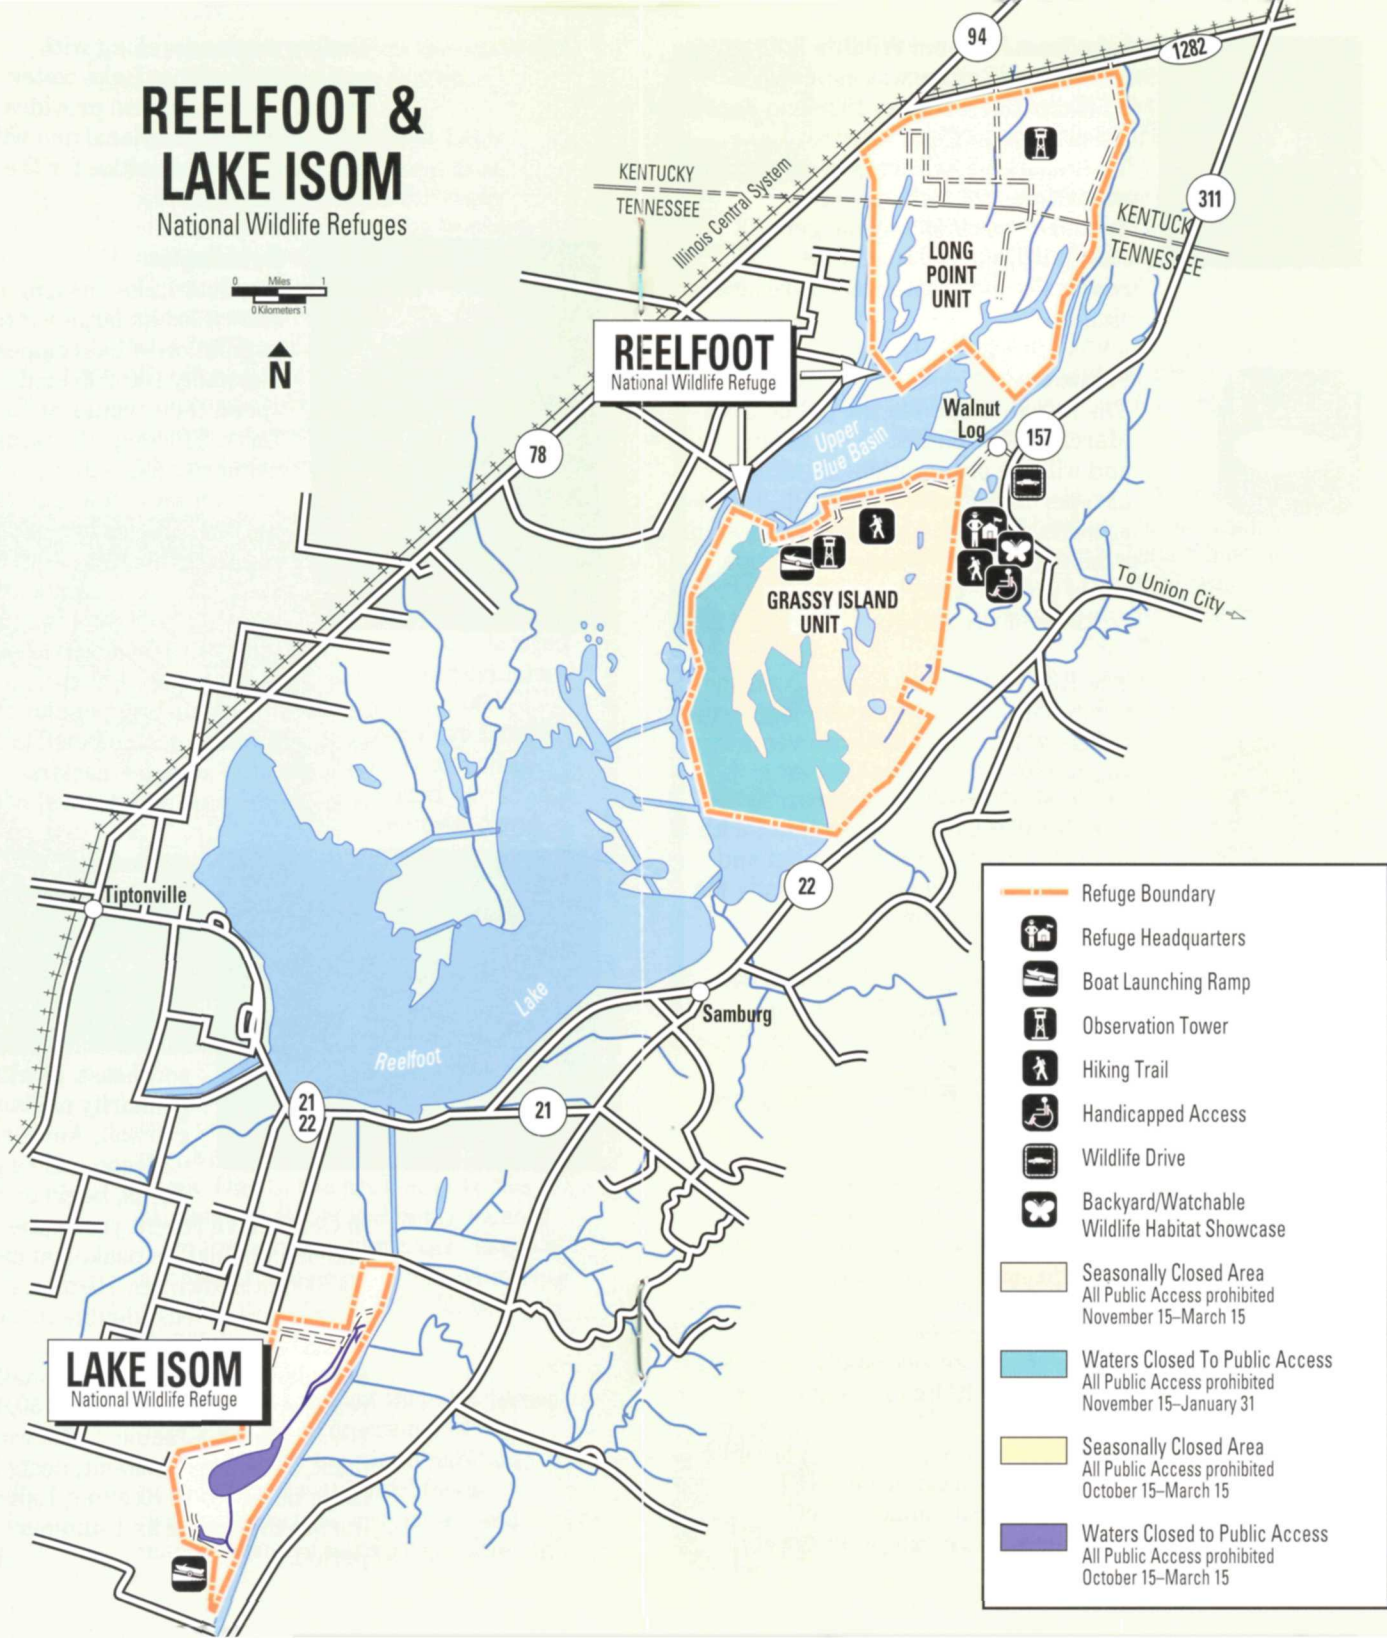 REELFOOT &
LAKE ISOM
National Wildlife Refuges
0 Miles 1
0 Kilometers 1
N
94
1282
311
KENTUCKY
TENNESSEE
Illinois Central System
KENTUCKY
TENNESSEE
LONG
POINT
UNIT
REELFOOT
National Wildlife Refuge
Walnut
Log
157
Upper
Blue Basin
78
GRASSY ISLAND
UNIT
To Union City
Tiptonville
22
Samburg
Lake
Reelfoot
21
22
21
LAKE ISOM
National Wildlife Refuge
Refuge Boundary
Refuge Headquarters
Boat Launching Ramp
Observation Tower
Hiking Trail
Handicapped Access
Wildlife Drive
Backyard/Watchable
Wildlife Habitat Showcase
Seasonally Closed Area
All Public Access prohibited
November 15–March 15
Waters Closed To Public Access
All Public Access prohibited
November 15–January 31
Seasonally Closed Area
All Public Access prohibited
October 15–March 15
Waters Closed to Public Access
All Public Access prohibited
October 15–March 15